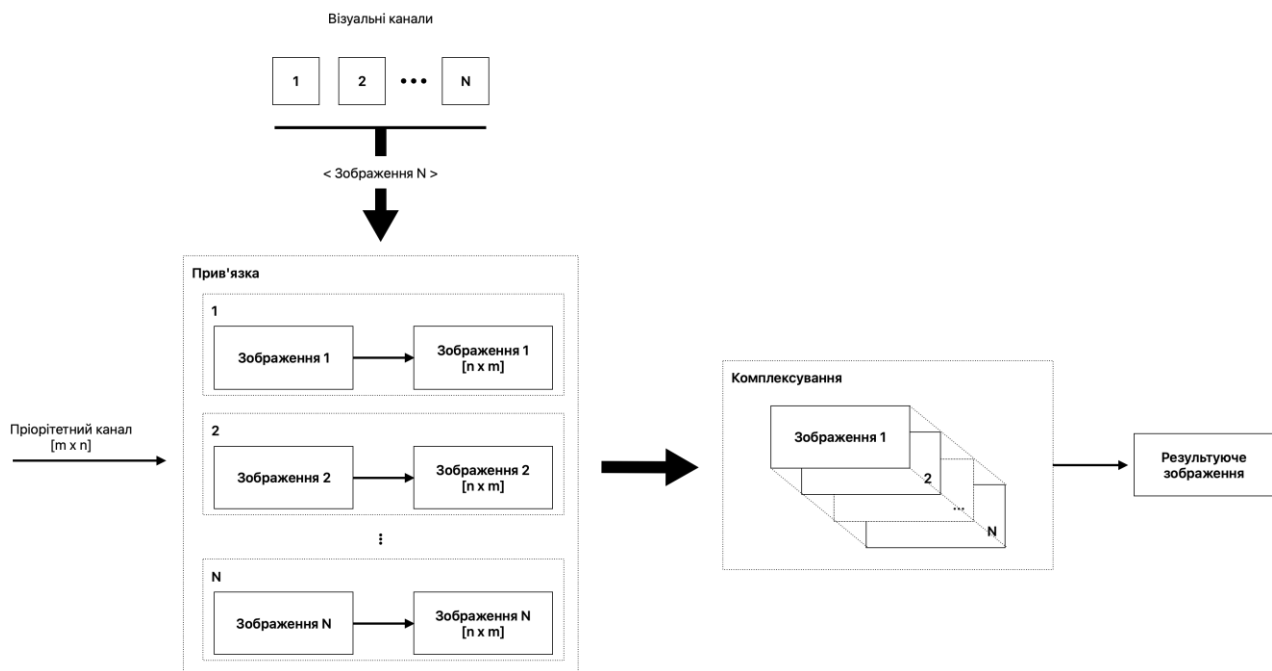 Візуальні канали
1
2
•••
N
< Зображення N >
Прив'язка
1
Зображення 1
Зображення 1
[n x m]
Пріорітетний канал
[m x n]
2
Зображення 2
Зображення 2
[n x m]
⋮
N
Зображення N
Зображення N
[n x m]
Комплексування
Зображення 1
2
...
N
Результуюче
зображення